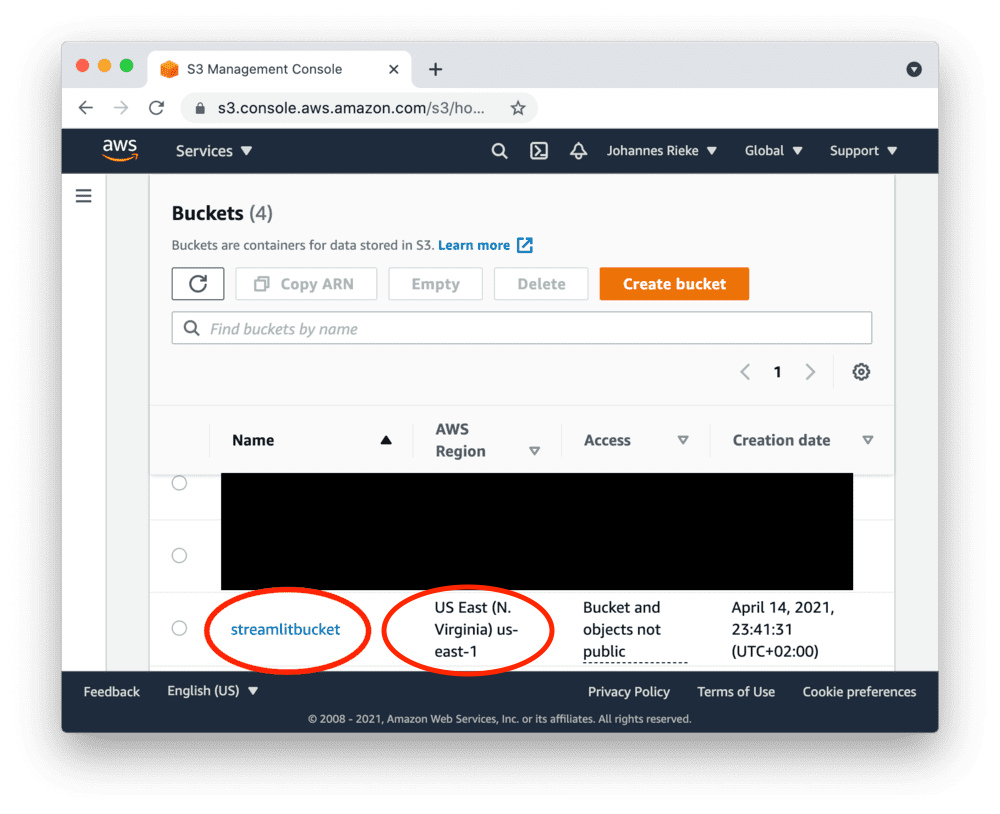 S3 Management Console
s3.console.aws.amazon.com/s3/ho...
aws Services Johannes Rieke Global Support
Buckets (4)
Buckets are containers for data stored in S3. Learn more
Copy ARN Empty Delete Create bucket
Find buckets by name
1
Name AWS Region Access Creation date
streamlitbucket
US East (N.
Virginia) us-
east-1
Bucket and
objects not
public
April 14, 2021,
23:41:31
(UTC+02:00)
Feedback English (US) Privacy Policy Terms of Use Cookie preferences
© 2008 - 2021, Amazon Web Services, Inc. or its affiliates. All rights reserved.